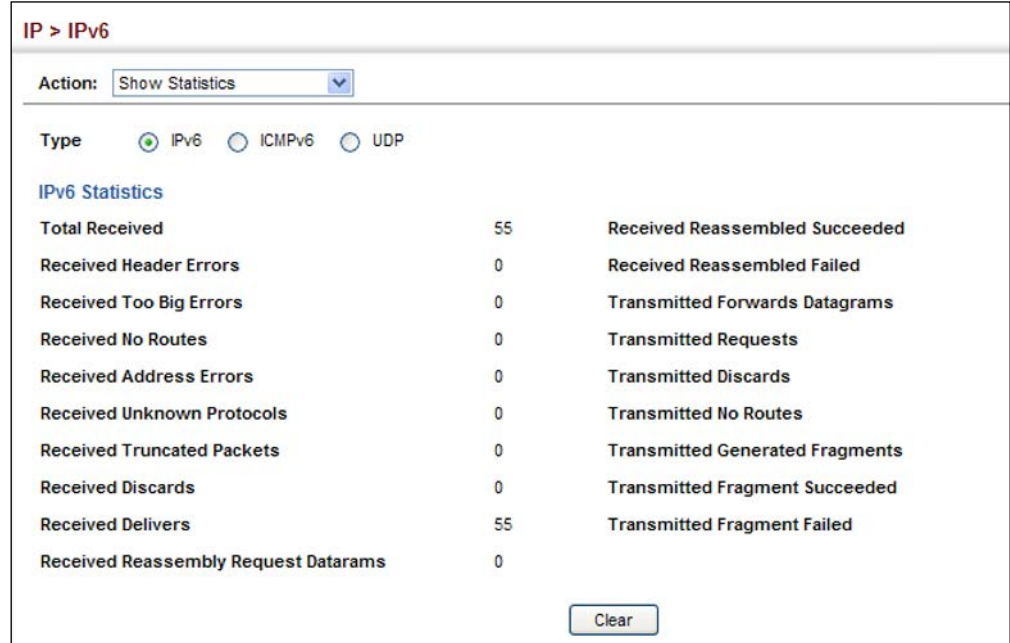 IP > IPv6
Action: Show Statistics
Type IPv6 ICMPv6 UDP
IPv6 Statistics
Total Received 55 Received Reassembled Succeeded
Received Header Errors 0 Received Reassembled Failed
Received Too Big Errors 0 Transmitted Forwards Datagrams
Received No Routes 0 Transmitted Requests
Received Address Errors 0 Transmitted Discards
Received Unknown Protocols 0 Transmitted No Routes
Received Truncated Packets 0 Transmitted Generated Fragments
Received Discards 0 Transmitted Fragment Succeeded
Received Delivers 55 Transmitted Fragment Failed
Received Reassembly Request Datarams 0
Clear